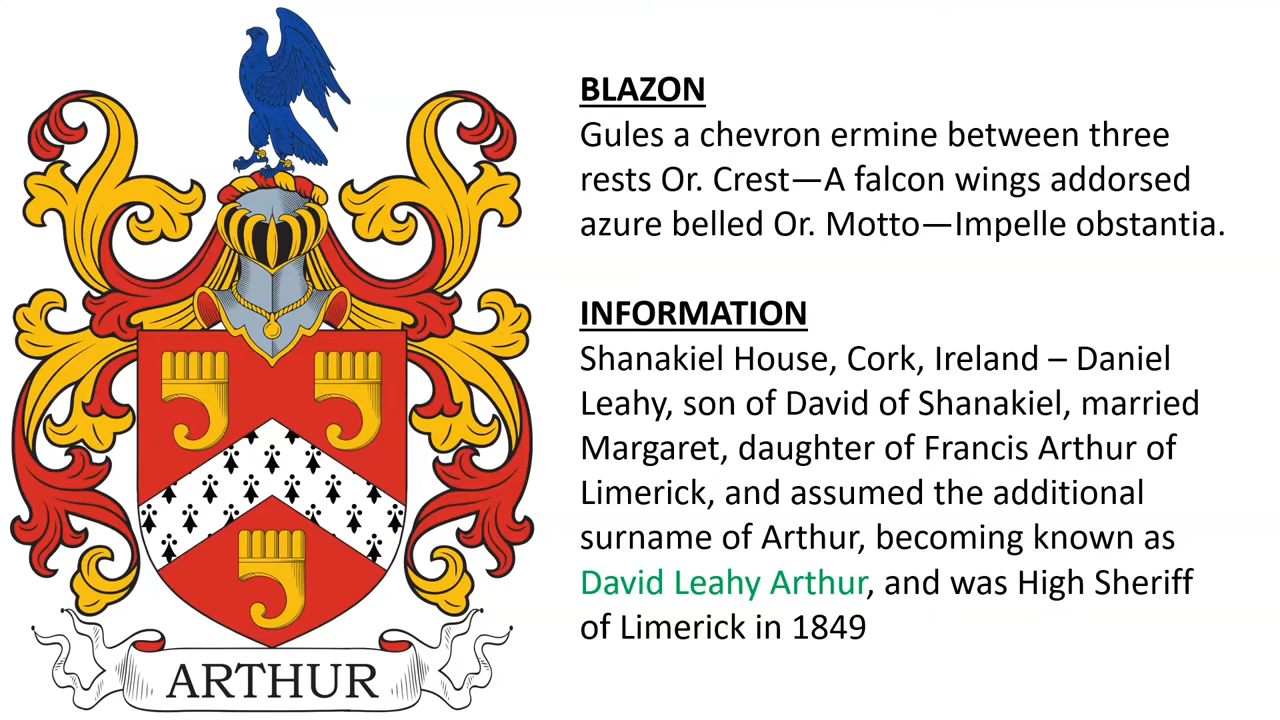 BLAZON
Gules a chevron ermine between three
rests Or. Crest—A falcon wings addorsed
azure belled Or. Motto—Impelle obstantia.
INFORMATION
Shanakiel House, Cork, Ireland – Daniel
Leahy, son of David of Shanakiel, married
Margaret, daughter of Francis Arthur of
Limerick, and assumed the additional
surname of Arthur, becoming known as
David Leahy Arthur, and was High Sheriff
of Limerick in 1849
ARTHUR